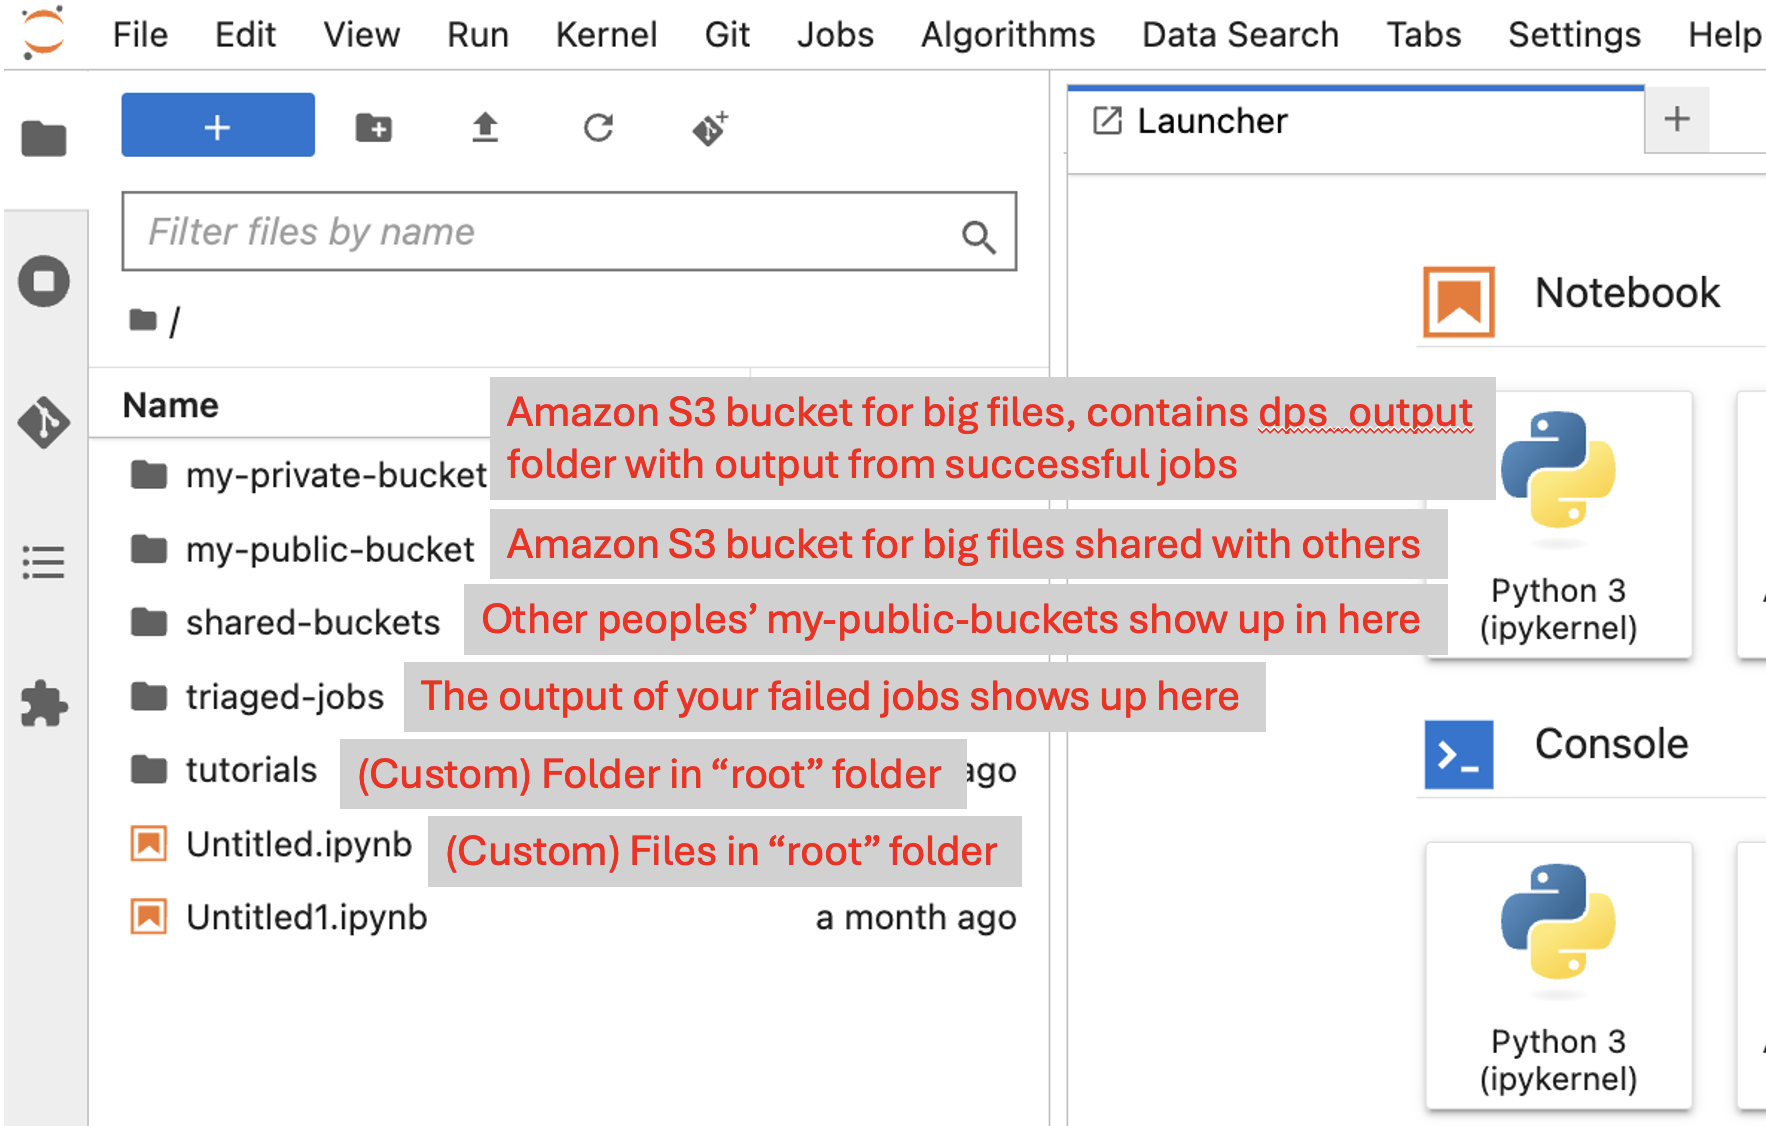 File Edit View Run Kernel Git Jobs Algorithms Data Search Tabs Settings Help
Launcher
Filter files by name
/
Name
my-private-bucket
Amazon S3 bucket for big files, contains dps_output
folder with output from successful jobs
my-public-bucket
Amazon S3 bucket for big files shared with others
shared-buckets
Other peoples’ my-public-buckets show up in here
triaged-jobs
The output of your failed jobs shows up here
tutorials
(Custom) Folder in “root” folder
ago
Untitled.ipynb
(Custom) Files in “root” folder
Untitled1.ipynb
a month ago
Notebook
Python 3
(ipykernel)
Console
Python 3
(ipykernel)